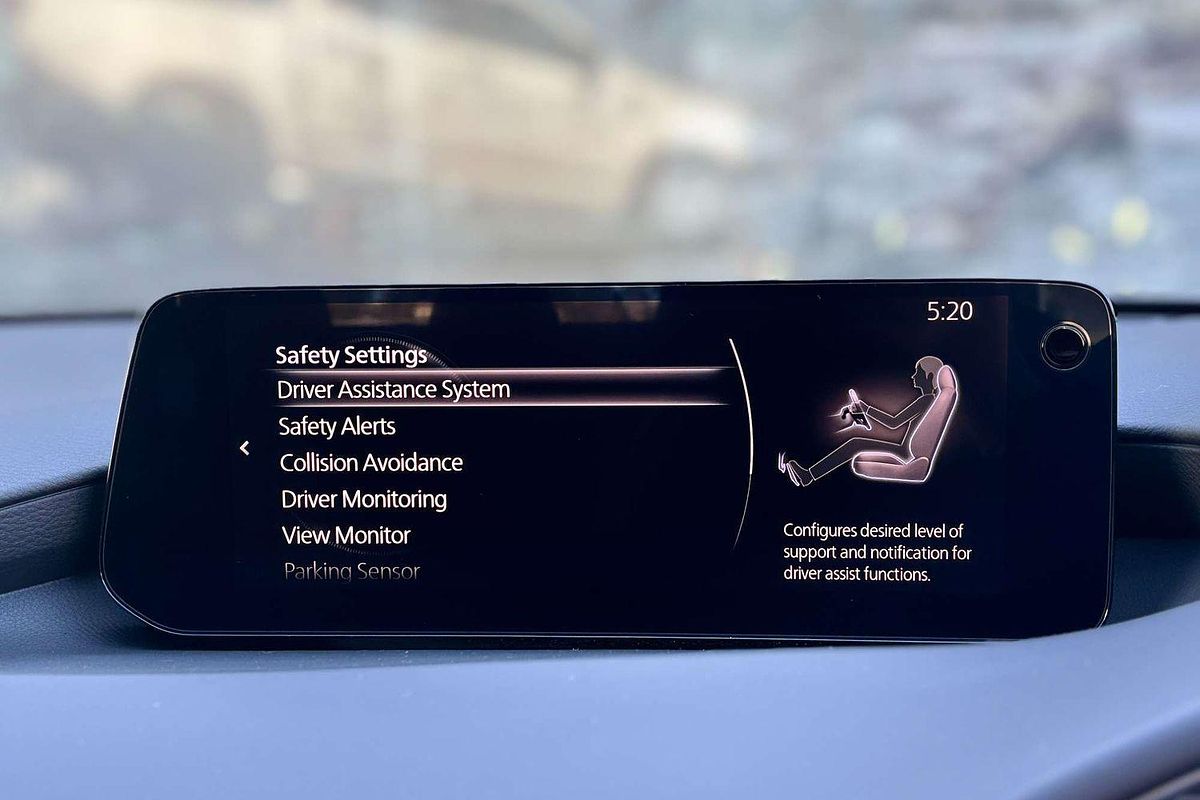 5:20
Safety Settings
Driver Assistance System
Safety Alerts
Collision Avoidance
Driver Monitoring
View Monitor
Parking Sensor
Configures desired level of
support and notification for
driver assist functions.